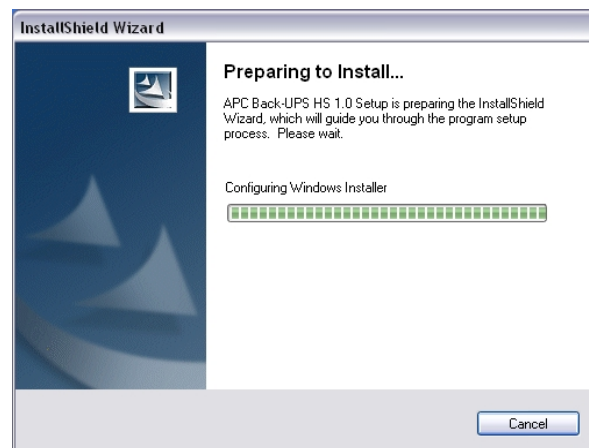 InstallShield Wizard
Preparing to Install...
APC Back-UPS HS 1.0 Setup is preparing the InstallShield
Wizard, which will guide you through the program setup
process.  Please wait.
Configuring Windows Installer
Cancel